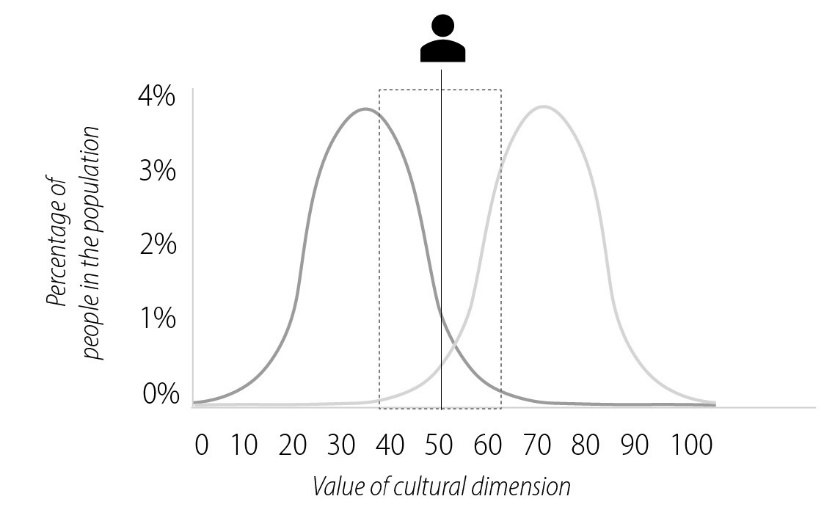 4%
3%
2%
1%
0%
Percentage of
people in the population
0 10 20 30 40 50 60 70 80 90 100
Value of cultural dimension